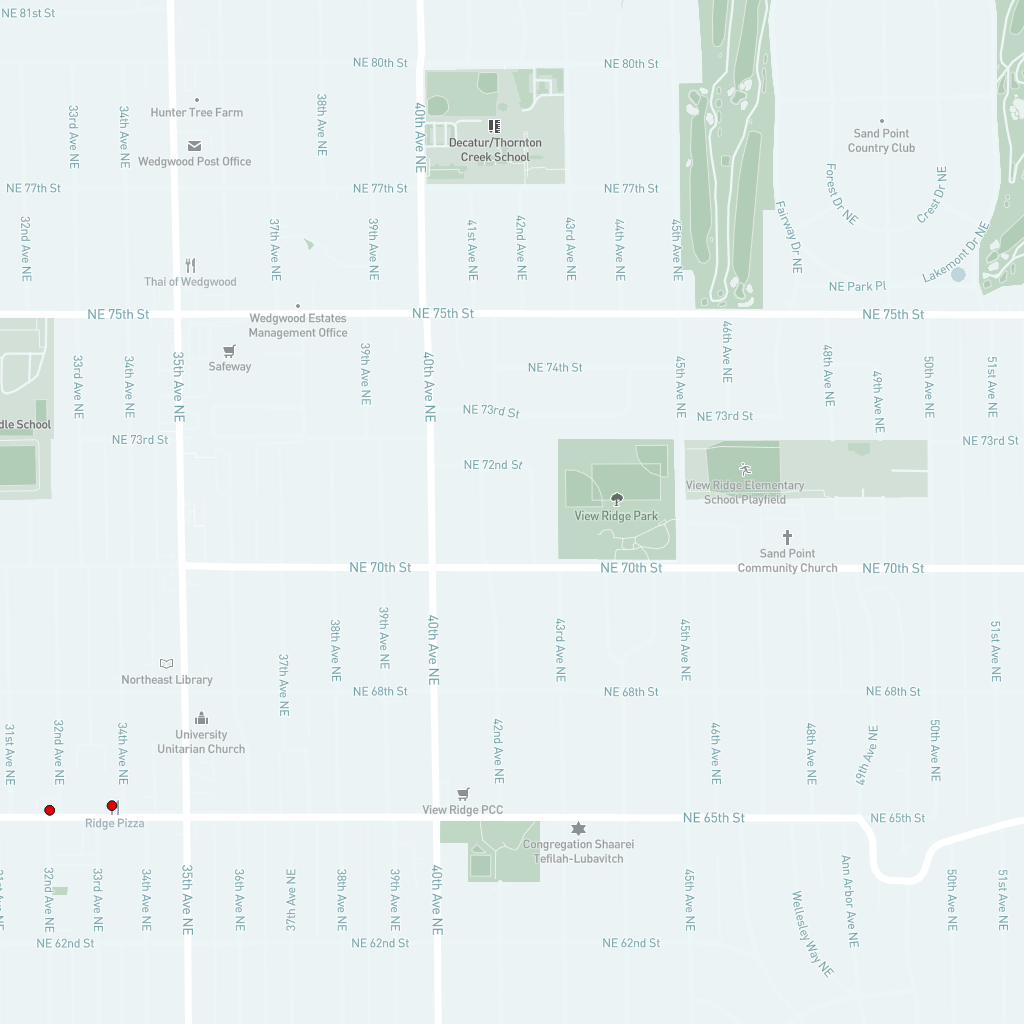 NE 81st St
NE 80th St
NE 80th St
Hunter Tree Farm
33rd Ave NE
34th Ave NE
38th Ave NE
40th Ave NE
Wedgwood Post Office
Decatur/Thornton
Creek School
Sand Point
Country Club
NE 77th St
NE 77th St
NE 77th St
Forest Dr NE
Crest Dr NE
32nd Ave NE
37th Ave NE
39th Ave NE
41st Ave NE
42nd Ave NE
43rd Ave NE
44th Ave NE
45th Ave NE
Fairway Dr NE
Lakemont Dr NE
Thai of Wedgwood
NE Park Pl
NE 75th St
Wedgwood Estates
Management Office
NE 75th St
NE 75th St
Safeway
33rd Ave NE
34th Ave NE
35th Ave NE
39th Ave NE
40th Ave NE
NE 74th St
45th Ave NE
46th Ave NE
48th Ave NE
49th Ave NE
50th Ave NE
51st Ave NE
NE 73rd St
NE 73rd St
dle School
NE 73rd St
NE 73rd St
NE 72nd St
View Ridge Elementary
School Playfield
View Ridge Park
Sand Point
Community Church
NE 70th St
NE 70th St
NE 70th St
38th Ave NE
39th Ave NE
40th Ave NE
43rd Ave NE
45th Ave NE
51st Ave NE
Northeast Library
37th Ave NE
NE 68th St
NE 68th St
NE 68th St
31st Ave NE
32nd Ave NE
34th Ave NE
University
Unitarian Church
42nd Ave NE
46th Ave NE
48th Ave NE
49th Ave NE
50th Ave NE
View Ridge PCC
Ridge Pizza
NE 65th St
NE 65th St
Congregation Shaarei
Tefilah-Lubavitch
31st Ave NE
32nd Ave NE
33rd Ave NE
34th Ave NE
35th Ave NE
36th Ave NE
37th Ave NE
38th Ave NE
39th Ave NE
40th Ave NE
45th Ave NE
Wellesley Way NE
Ann Arbor Ave NE
50th Ave NE
51st Ave NE
NE 62nd St
NE 62nd St
NE 62nd St